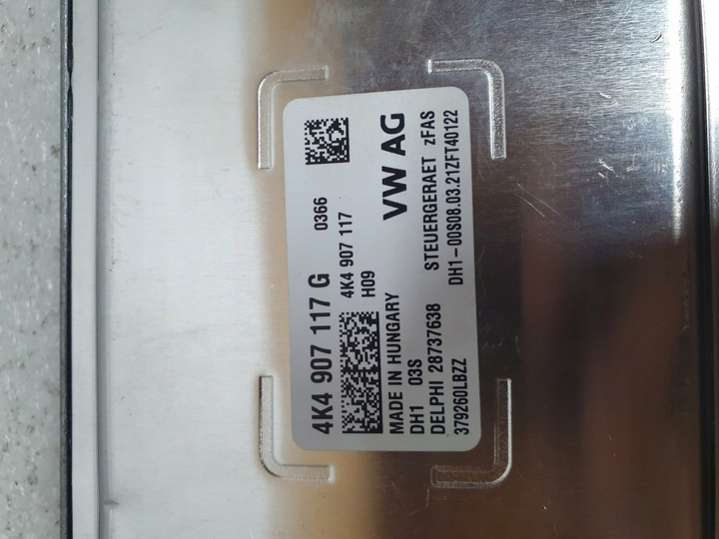 4K4 907 117 G 0366
4K4 907 117
H09
VW AG
MADE IN HUNGARY
DH1 03S
DELPHI 28737638 STEUERGERAET zFAS
379260LBZZ DH1-00S08.03.21ZFT40122